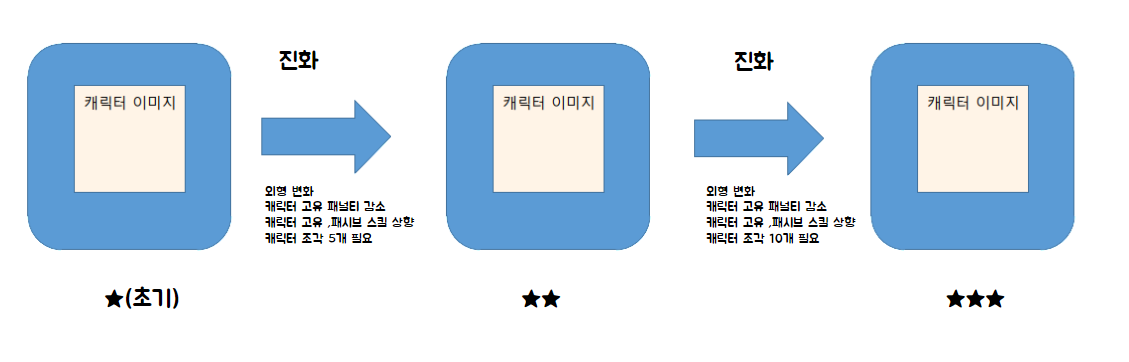 진화
진화
캐릭터 이미지
캐릭터 이미지
캐릭터 이미지
외형 변화
캐릭터 고유 패널티 감소
캐릭터 고유 ,패시브 스킬 상향
캐릭터 조각 5개 필요
외형 변화
캐릭터 고유 패널티 감소
캐릭터 고유 ,패시브 스킬 상향
캐릭터 조각 10개 필요
★(초기)
★★
★★★